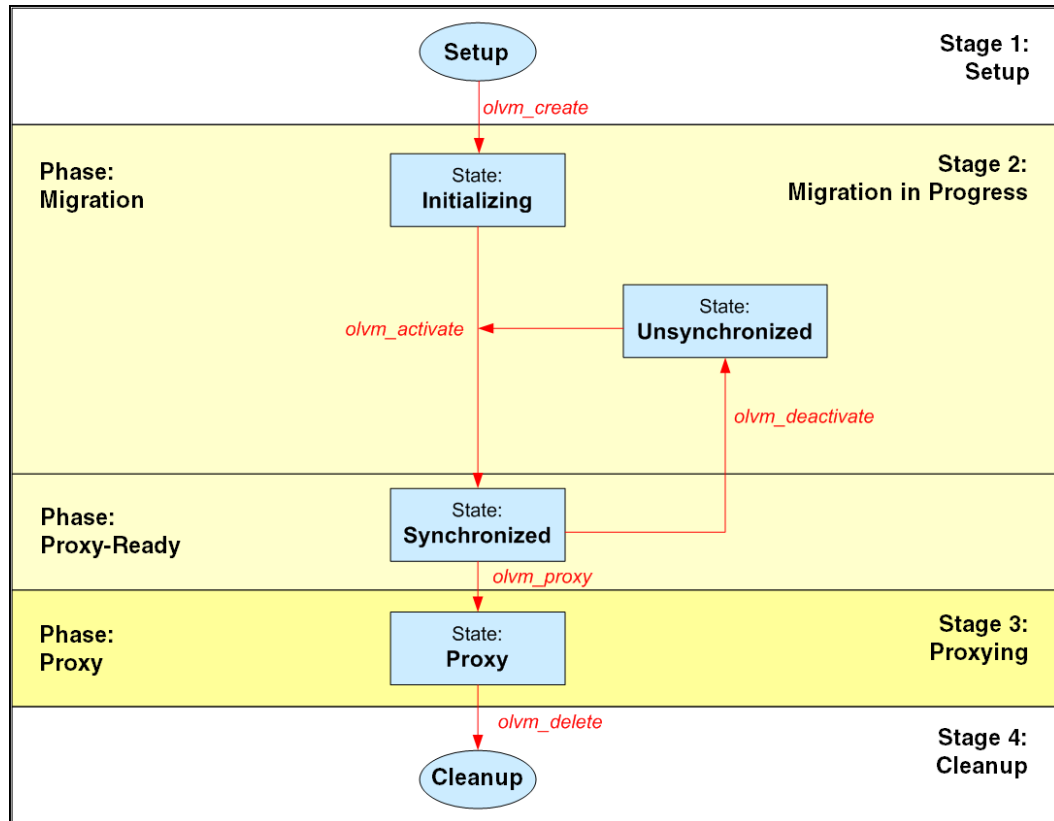 Setup
Stage 1:
Setup
olvm_create
Phase:
Migration
State:
Initializing
Stage 2:
Migration in Progress
State:
Unsynchronized
olvm_activate
olvm_deactivate
Phase:
Proxy-Ready
State:
Synchronized
olvm_proxy
Phase:
Proxy
State:
Proxy
Stage 3:
Proxying
olvm_delete
Cleanup
Stage 4:
Cleanup